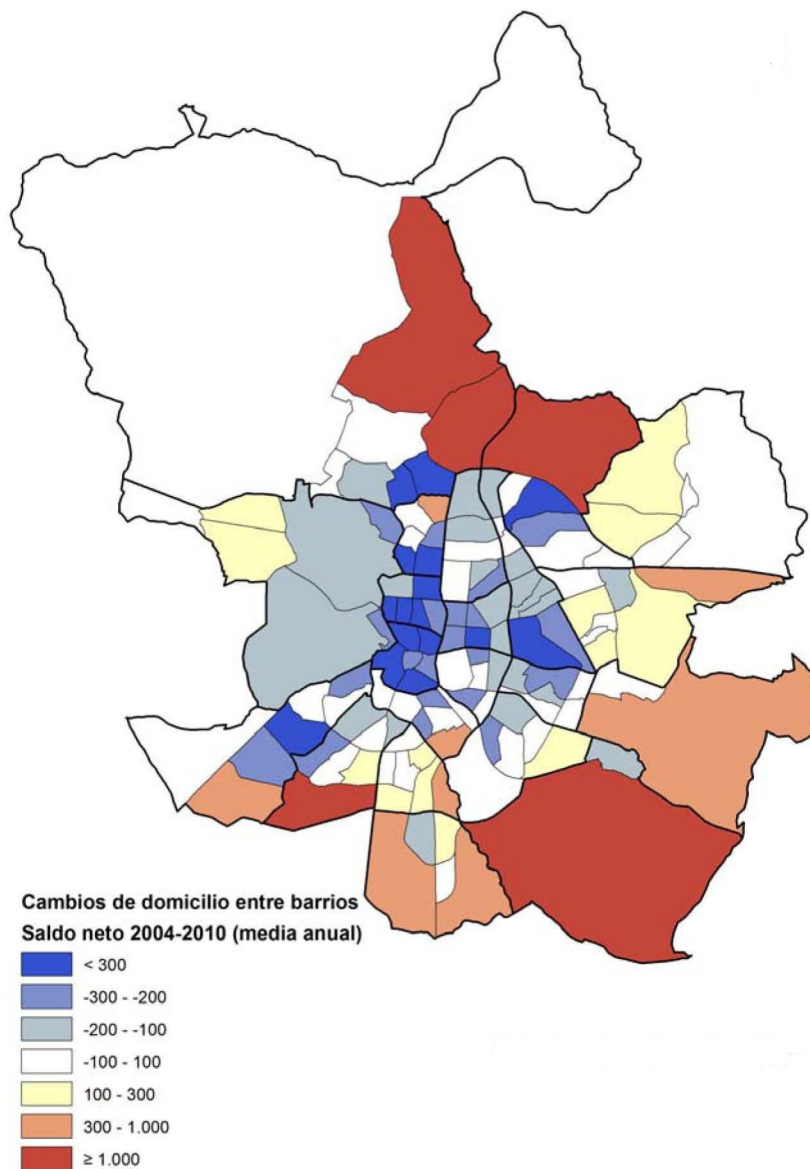 Cambios de domicilio entre barrios
Saldo neto 2004-2010 (media anual)
< 300
-300 - -200
-200 - -100
-100 - 100
100 - 300
300 - 1.000
≥ 1.000